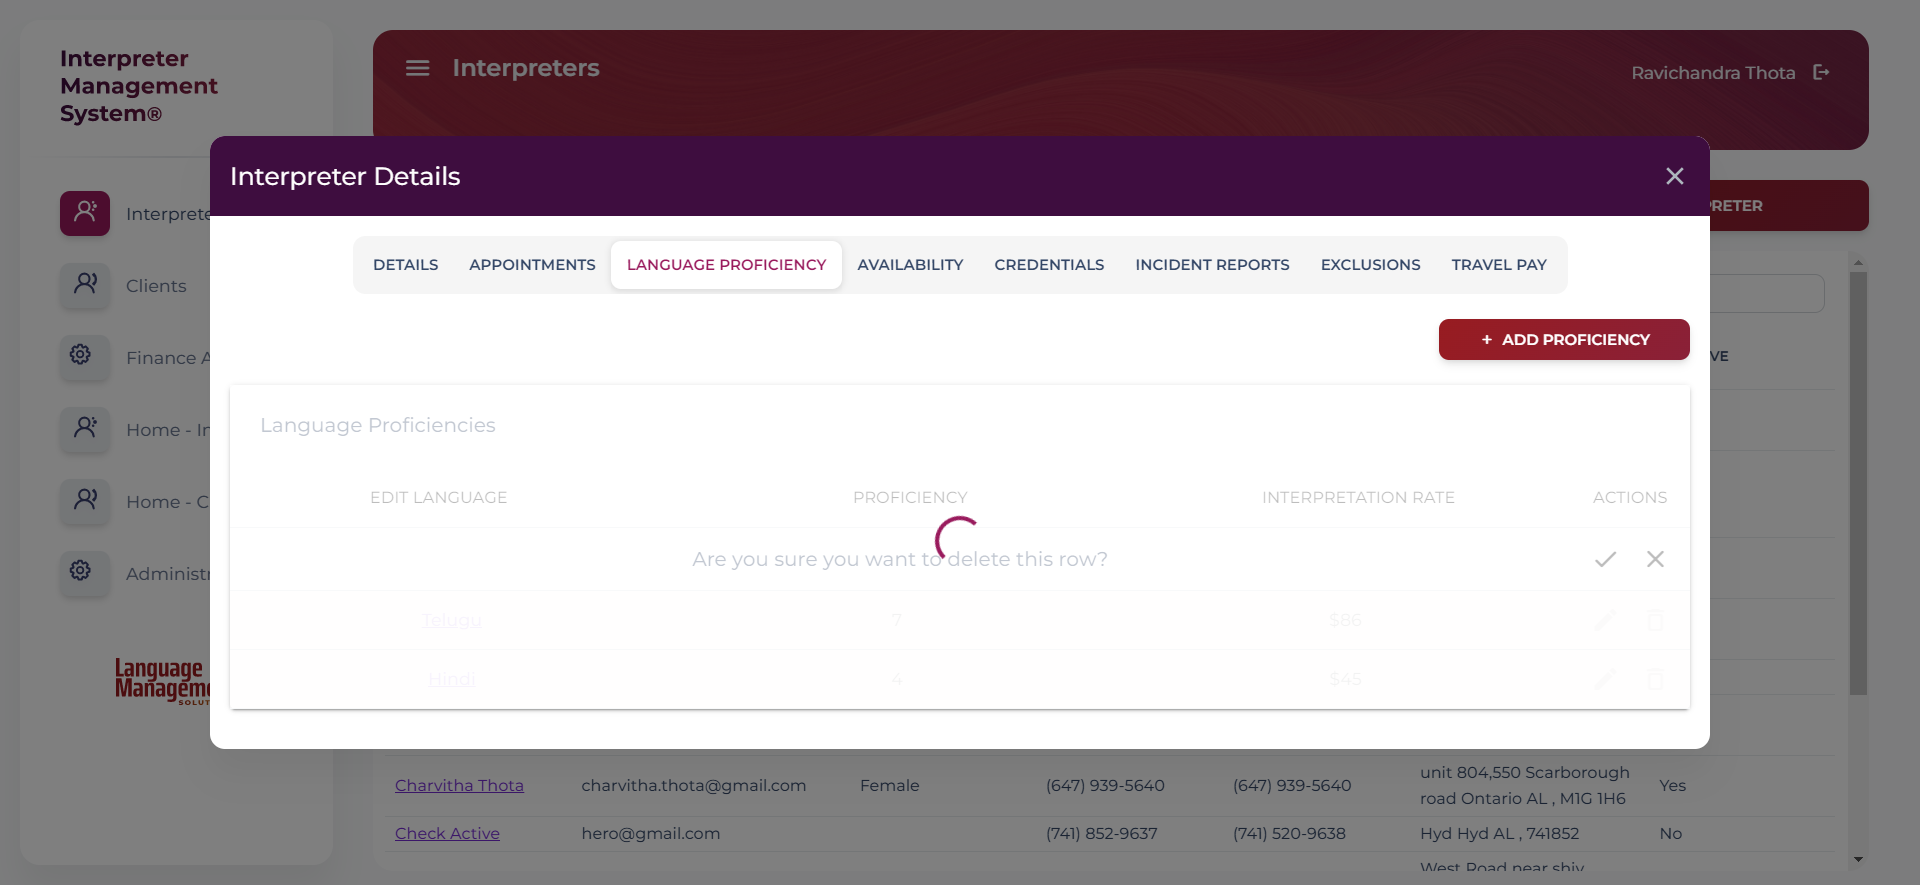 Interpreter
Management
System®
Interpreters
Ravichandra Thota
Interpreter Details
Interprete
Clients
Finance A
Home - In
Home - C
Administr
Language
Manageme
SOLUT
PRETER
VE
DETAILS
APPOINTMENTS
LANGUAGE PROFICIENCY
AVAILABILITY
CREDENTIALS
INCIDENT REPORTS
EXCLUSIONS
TRAVEL PAY
+ ADD PROFICIENCY
Language Proficiencies
EDIT LANGUAGE PROFICIENCY INTERPRETATION RATE ACTIONS
Are you sure you want to delete this row?
Telugu 7 $86
Hindi 4 $45
Charvitha Thota charvitha.thota@gmail.com Female (647) 939-5640 (647) 939-5640 unit 804,550 Scarborough Yes
road Ontario AL , M1G 1H6
Check Active hero@gmail.com (741) 852-9637 (741) 520-9638 Hyd Hyd AL , 741852 No
West Road near shiv